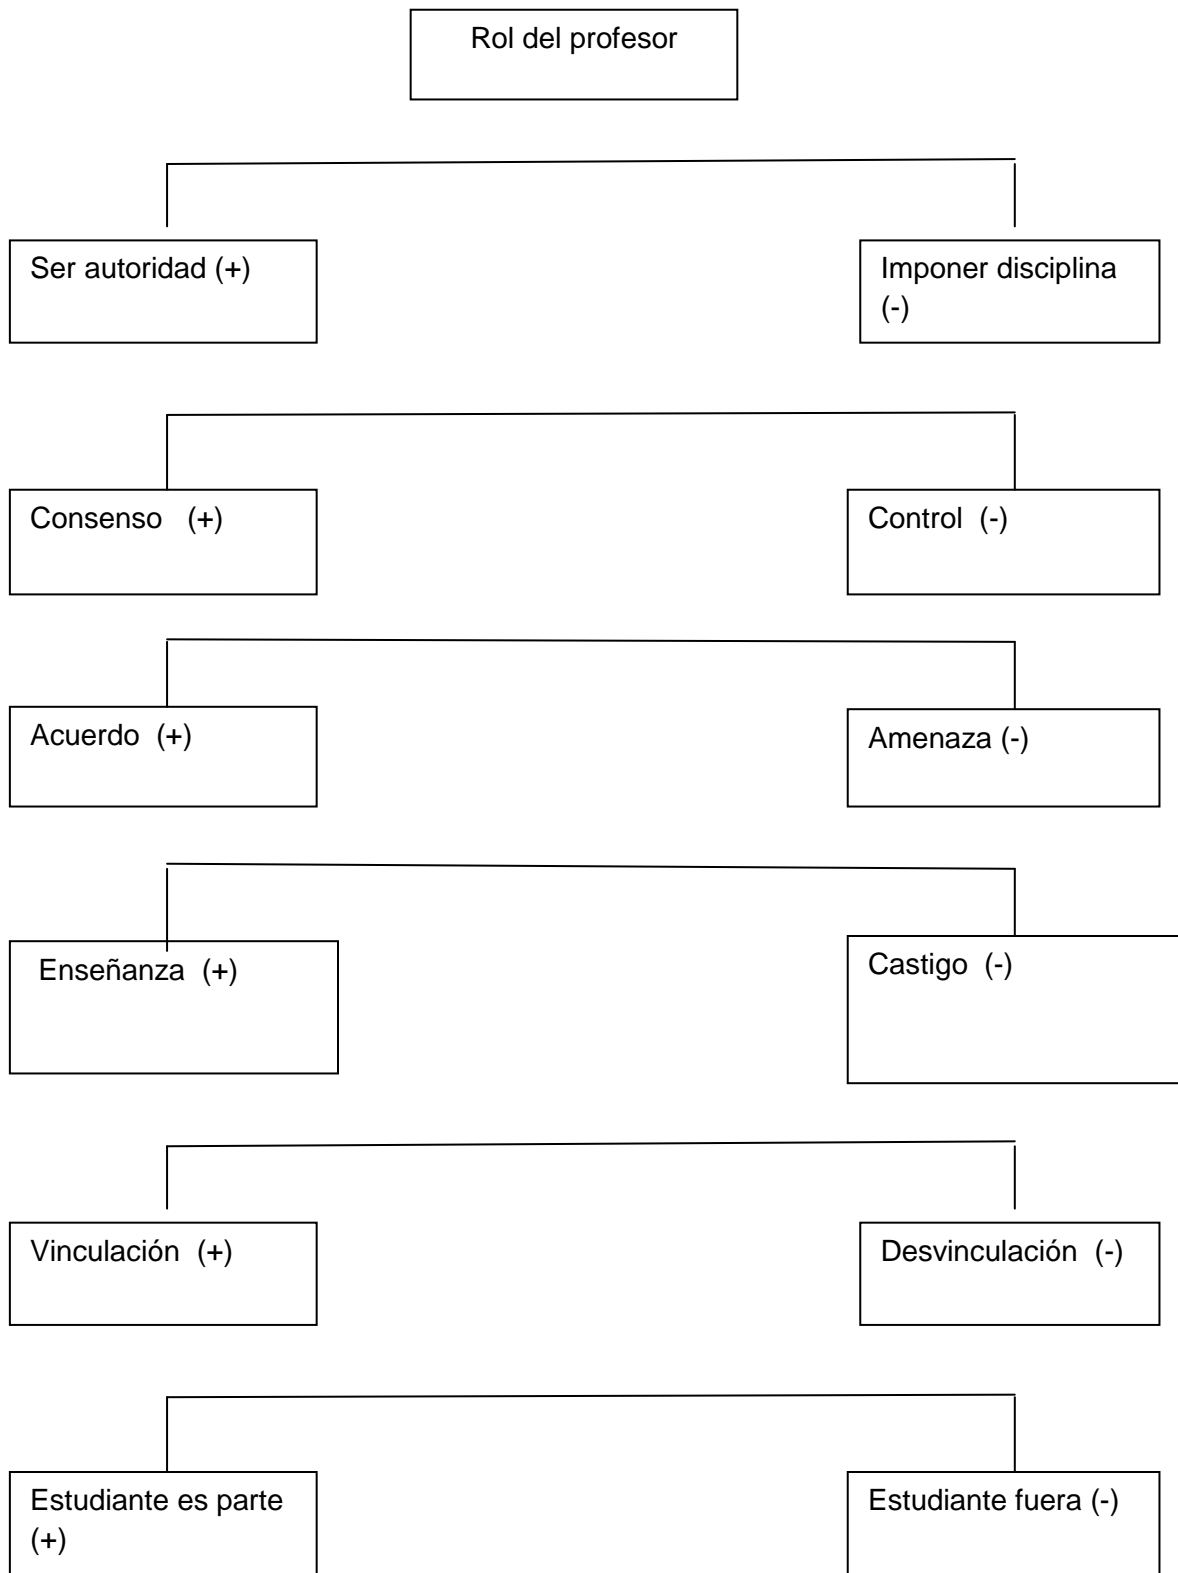 Rol del profesor
Ser autoridad (+)
Imponer disciplina
(-)
Consenso (+)
Control (-)
Acuerdo (+)
Amenaza (-)
Enseñanza (+)
Castigo (-)
Vinculación (+)
Desvinculación (-)
Estudiante es parte
(+)
Estudiante fuera (-)